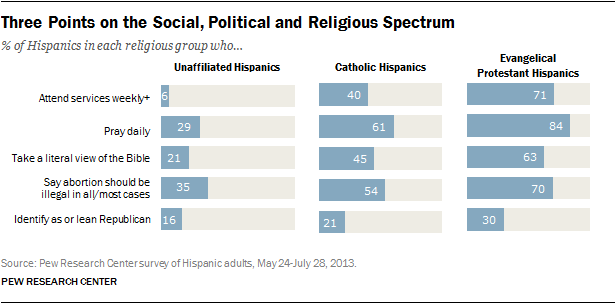 Three Points on the Social, Political and Religious Spectrum
% of Hispanics in each religious group who...
Unaffiliated Hispanics
Catholic Hispanics
Evangelical
Protestant Hispanics
Attend services weekly+
6
40
71
Pray daily
29
61
84
Take a literal view of the Bible
21
45
63
Say abortion should be
illegal in all/most cases
35
54
70
Identify as or lean Republican
16
21
30
Source: Pew Research Center survey of Hispanic adults, May 24-July 28, 2013.
PEW RESEARCH CENTER